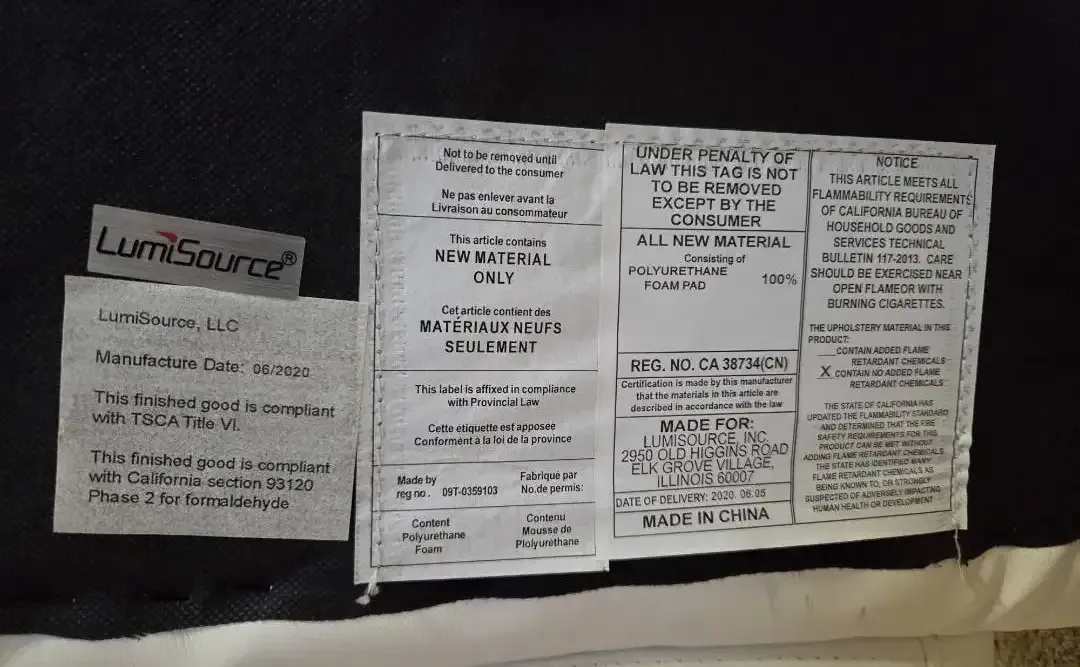 LumiSource®
LumiSource, LLC
Manufacture Date: 06/2020
This finished good is compliant
with TSCA Title VI.
This finished good is compliant
with California section 93120
Phase 2 for formaldehyde
Not to be removed until
Delivered to the consumer
Ne pas enlever avant la
Livraison au consommateur
This article contains
NEW MATERIAL
ONLY
Cet article contient des
MATÉRIAUX NEUFS
SEULEMENT
This label is affixed in compliance
with Provincial Law
Cette étiquette est apposée
Conformént à la loi de la province
Made by
reg no. 09T-0359103
Fabriqué par
No.de permis:
Content
Polyurethane
Foam
Contenu
Mousse de
Plolyuréthane
UNDER PENALTY OF
LAW THIS TAG IS NOT
TO BE REMOVED
EXCEPT BY THE
CONSUMER
ALL NEW MATERIAL
Consisting of
POLYURETHANE 100%
FOAM PAD
REG. NO. CA 38734(CN)
Certification is made by this manufacturer
that the materials in this article are
described in accordance with the law
MADE FOR:
LUMISOURCE, INC.
2950 OLD HIGGINS ROAD
ELK GROVE VILLAGE,
ILLINOIS 60007
DATE OF DELIVERY: 2020. 06.05
MADE IN CHINA
NOTICE
THIS ARTICLE MEETS ALL
FLAMMABILITY REQUIREMENTS
OF CALIFORNIA BUREAU OF
HOUSEHOLD GOODS AND
SERVICES TECHNICAL
BULLETIN 117-2013. CARE
SHOULD BE EXERCISED NEAR
OPEN FLAMEOR WITH
BURNING CIGARETTES.
THE UPHOLSTERY MATERIAL IN THIS
PRODUCT:
CONTAIN ADDED FLAME
RETARDANT CHEMICALS
X CONTAIN NO ADDED FLAME
RETARDANT CHEMICALS
THE STATE OF CALIFORNIA HAS
UPDATED THE FLAMMABILITY STANDARD
AND DETERMINED THAT THE FIRE
SAFETY REQUIREMENTS FOR THIS
PRODUCT CAN BE MET WITHOUT
ADDING FLAME RETARDANT CHEMICALS.
THE STATE HAS IDENTIFIED MANY
FLAME RETARDANT CHEMICALS AS
BEING KNOWN TO, OR STRONGLY
SUSPECTED OF ADVERSELY IMPACTING
HUMAN HEALTH OR DEVELOPMENT